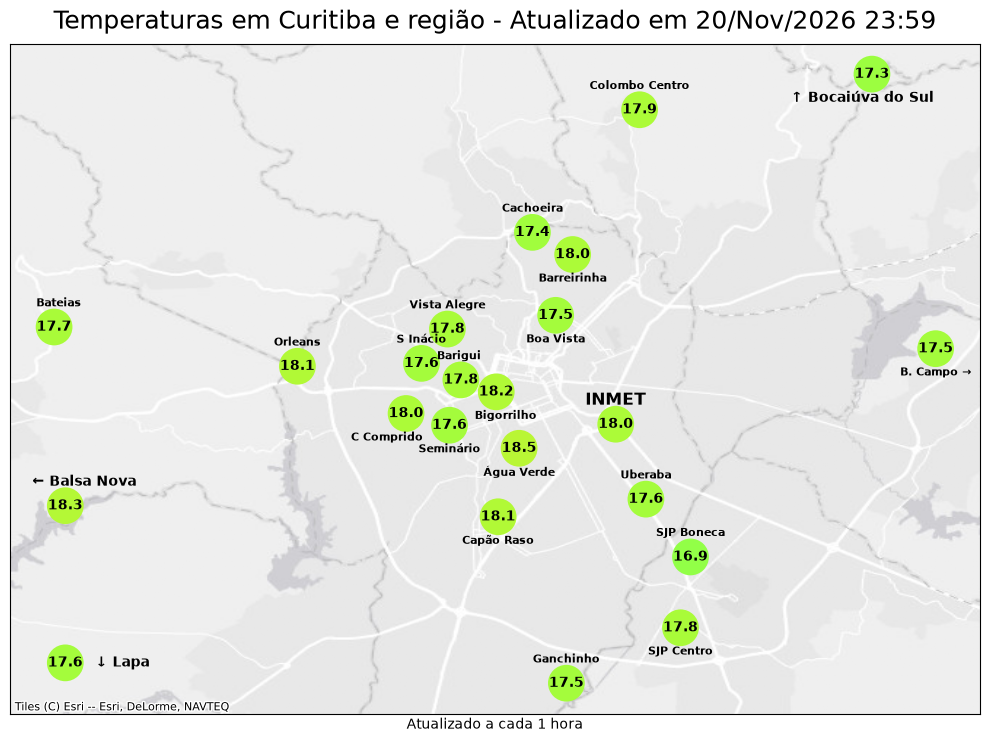 Temperaturas em Curitiba e região - Atualizado em 20/Nov/2026 23:59
17.3
↑ Bocaiúva do Sul
Colombo Centro
17.9
Cachoeira
17.4
18.0
Barreirinha
Bateias
17.7
Vista Alegre
17.8
17.5
Boa Vista
Orleans
18.1
S Inácio
17.6
Barigui
17.8
18.2
Bigorrilho
17.5
B. Campo →
INMET
18.0
18.0
C Comprido
17.6
Seminário
18.5
Água Verde
← Balsa Nova
18.3
Uberaba
17.6
18.1
Capão Raso
SJP Boneca
16.9
17.8
SJP Centro
17.6
↓ Lapa
Ganchinho
17.5
Tiles (C) Esri -- Esri, DeLorme, NAVTEQ
Atualizado a cada 1 hora